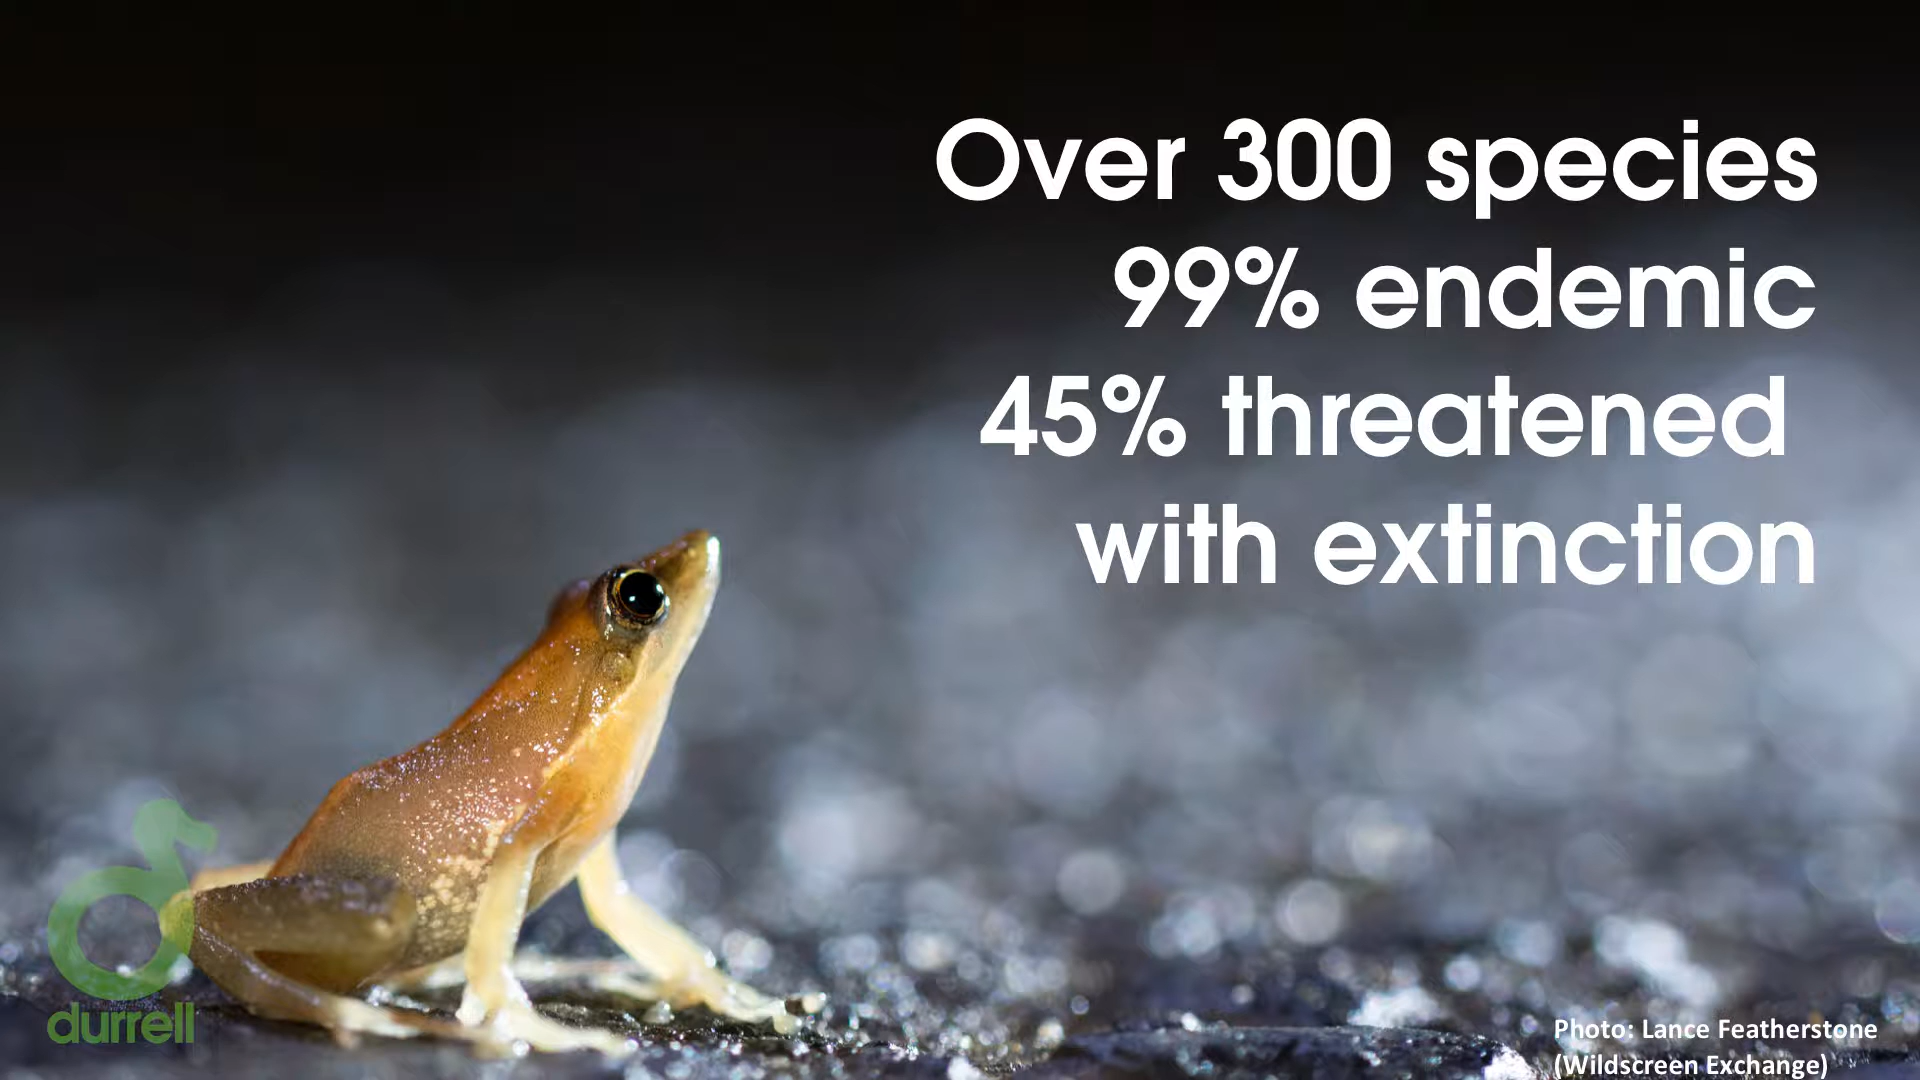 Over 300 species
99% endemic
45% threatened
with extinction
durrell
Photo: Lance Featherstone
(Wildscreen Exchange)